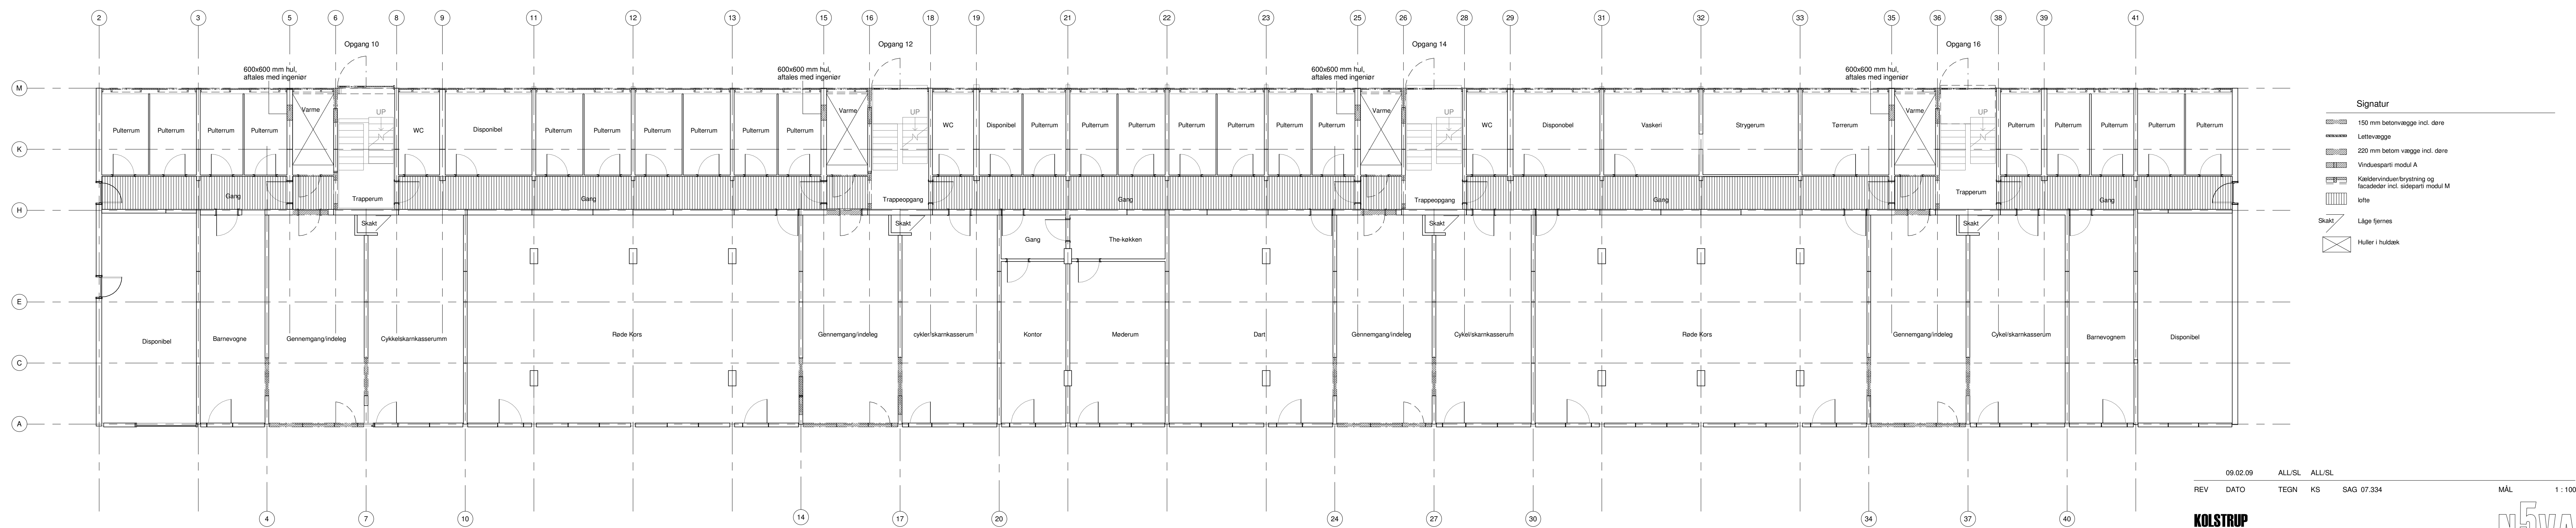 2 3 5 6 8 9 11 12 13 15 16 18 19 21 22 23 25 26 28 29 31 32 33 35 36 38 39 41
Opgang 10 Opgang 12 Opgang 14 Opgang 16
600x600 mm hul, 600x600 mm hul, 600x600 mm hul, 600x600 mm hul,
aftales med ingeniør aftales med ingeniør aftales med ingeniør aftales med ingeniør
M
Varme UP Varme UP Varme UP Varme UP
Pulterrum Pulterrum Pulterrum Pulterrum WC Disponibel Pulterrum Pulterrum Pulterrum Pulterrum Pulterrum Pulterrum WC Disponibel Pulterrum Pulterrum Pulterrum Pulterrum Pulterrum Pulterrum Pulterrum WC Disponobel Vaskeri Strygerum Tørrerum Pulterrum Pulterrum Pulterrum Pulterrum Pulterrum
K
Gang Trapperum Gang Trappeopgang Gang Trappeopgang Gang Trapperum Gang
H
Skakt Skakt Skakt Skakt
Gang The-køkken
E
Disponibel Barnevogne Gennemgang/indeleg Cykkelskarnkasserumm Røde Kors Gennemgang/indeleg cykler/skarnkasserum Kontor Møderum Dart Gennemgang/indeleg Cykel/skarnkasserum Røde Kors Gennemgang/indeleg Cykel/skarnkasserum Barnevognem Disponibel
C
A
4 7 10 14 17 20 24 27 30 34 37 40
Signatur
150 mm betonvægge incl. døre
Lettevægge
220 mm betom vægge incl. døre
Vinduesparti modul A
Kældervinduer/brystning og
facadeder incl. sideparti modul M
lofte
Skakt Låge fjernes
Huller i huldæk
09.02.09 ALL/SL ALL/SL
REV DATO TEGN KS SAG 07.334 MÅL 1 : 100
KOLSTRUP